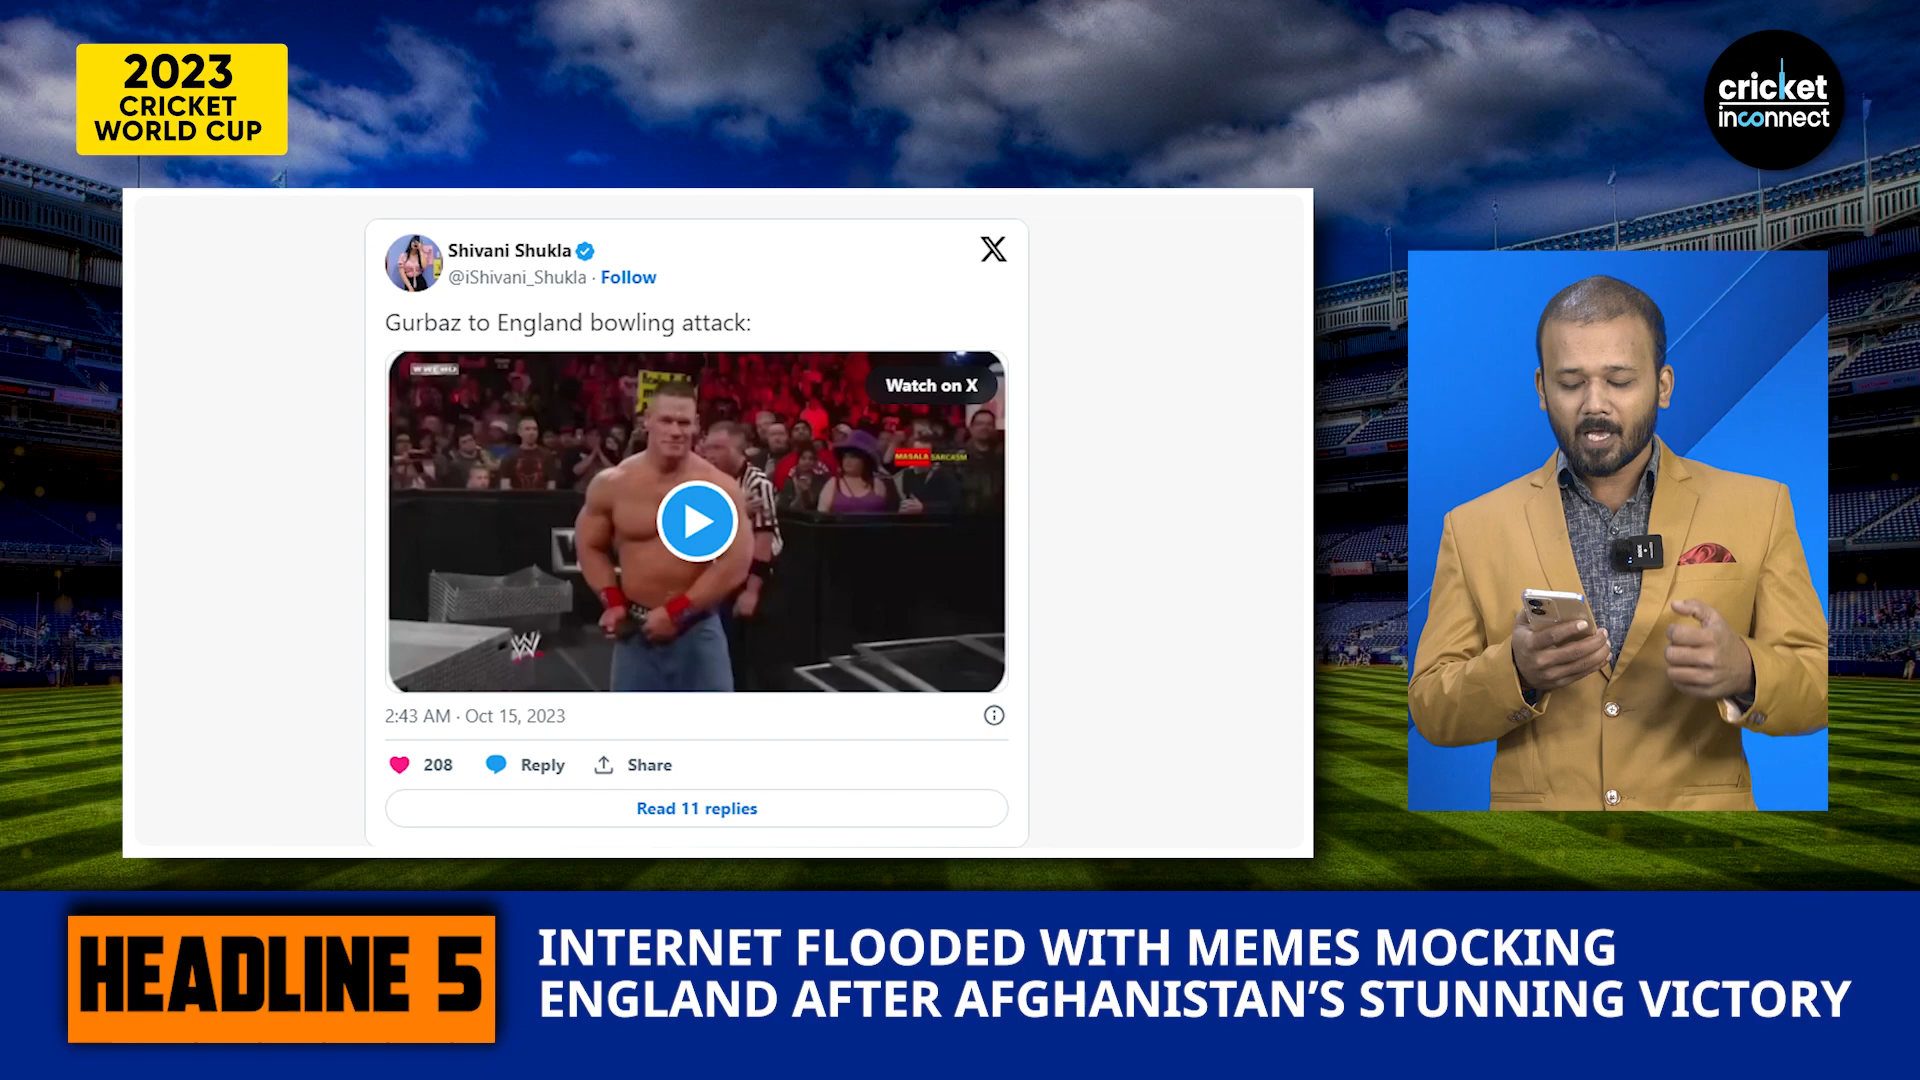 2023
CRICKET
WORLD CUP
cricket
inconnect
Shivani Shukla
@iShivani_Shukla · Follow
X
Gurbaz to England bowling attack:
Watch on X
MASALA SARCASM
W
2:43 AM · Oct 15, 2023
208
Reply
Share
Read 11 replies
HEADLINE 5
INTERNET FLOODED WITH MEMES MOCKING
ENGLAND AFTER AFGHANISTAN'S STUNNING VICTORY